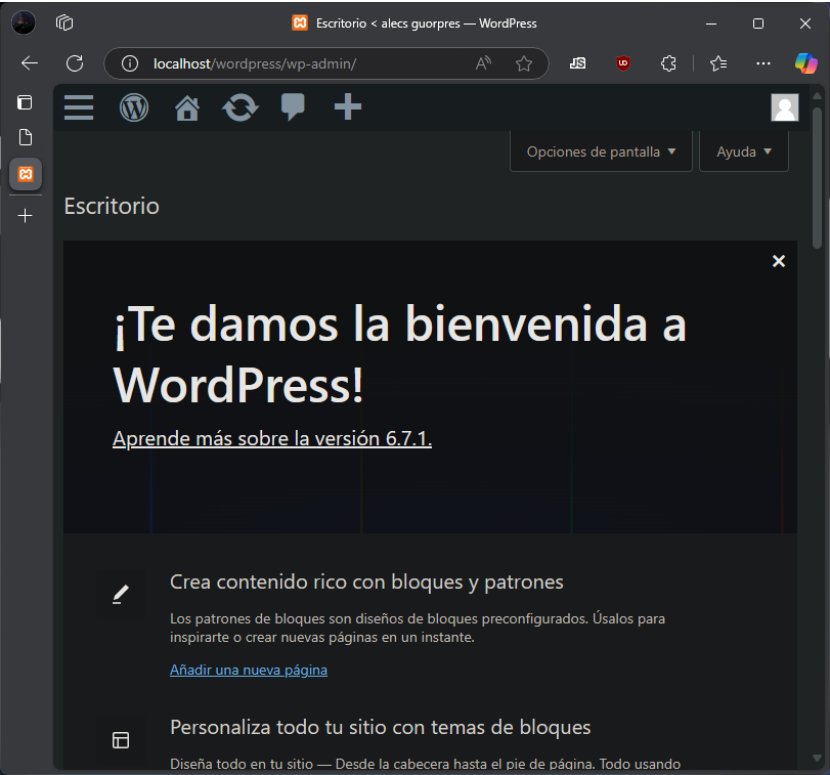 Escritorio < alecs guorpres — WordPress
localhost/wordpress/wp-admin/
Opciones de pantalla
Ayuda
Escritorio
¡Te damos la bienvenida a
WordPress!
Aprende más sobre la versión 6.7.1.
Crea contenido rico con bloques y patrones
Los patrones de bloques son diseños de bloques preconfigurados. Úsalos para
inspirarte o crear nuevas páginas en un instante.
Añadir una nueva página
Personaliza todo tu sitio con temas de bloques
Diseña todo en tu sitio — Desde la cabecera hasta el pie de página. Todo usando